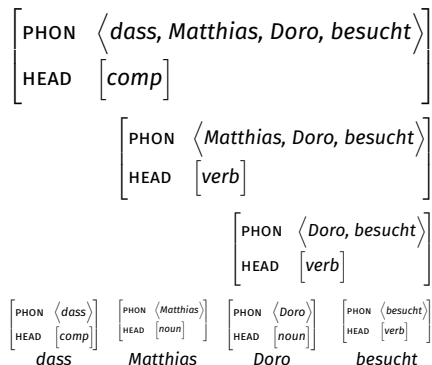 PHON ⟨dass, Matthias, Doro, besucht⟩
HEAD [comp]
PHON ⟨Matthias, Doro, besucht⟩
HEAD [verb]
PHON ⟨Doro, besucht⟩
HEAD [verb]
PHON ⟨dass⟩ PHON ⟨Matthias⟩ PHON ⟨Doro⟩ PHON ⟨besucht⟩
HEAD [comp] HEAD [noun] HEAD [noun] HEAD [verb]
dass Matthias Doro besucht